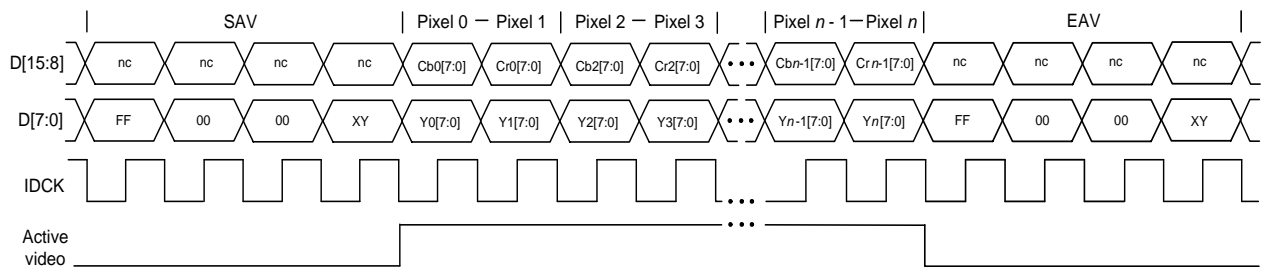 SAV | Pixel 0 — Pixel 1 | Pixel 2 — Pixel 3 | Pixel n - 1—Pixel n | EAV
D[15:8] nc nc nc nc Cb0[7:0] Cr0[7:0] Cb2[7:0] Cr2[7:0] ••• Cbn-1[7:0] Crn-1[7:0] nc nc nc nc
D[7:0] FF 00 00 XY Y0[7:0] Y1[7:0] Y2[7:0] Y3[7:0] ••• Yn-1[7:0] Yn[7:0] FF 00 00 XY
IDCK •••
Active •••
video